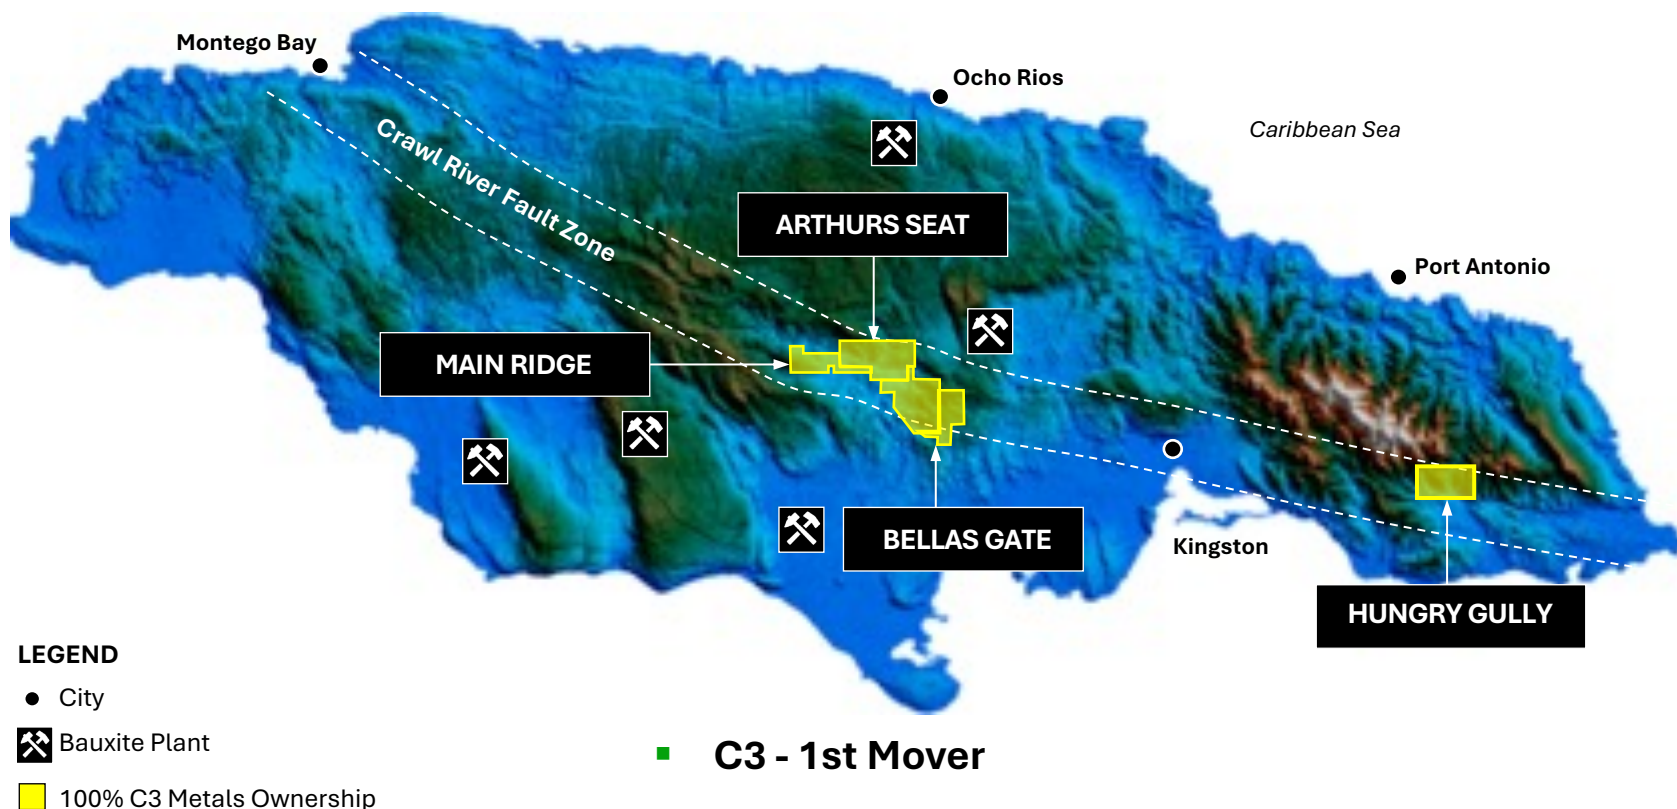 Montego Bay
Ocho Rios
Caribbean Sea
Crawl River Fault Zone
ARTHURS SEAT
Port Antonio
MAIN RIDGE
BELLAS GATE
Kingston
HUNGRY GULLY
LEGEND
City
Bauxite Plant
100% C3 Metals Ownership
C3 - 1st Mover